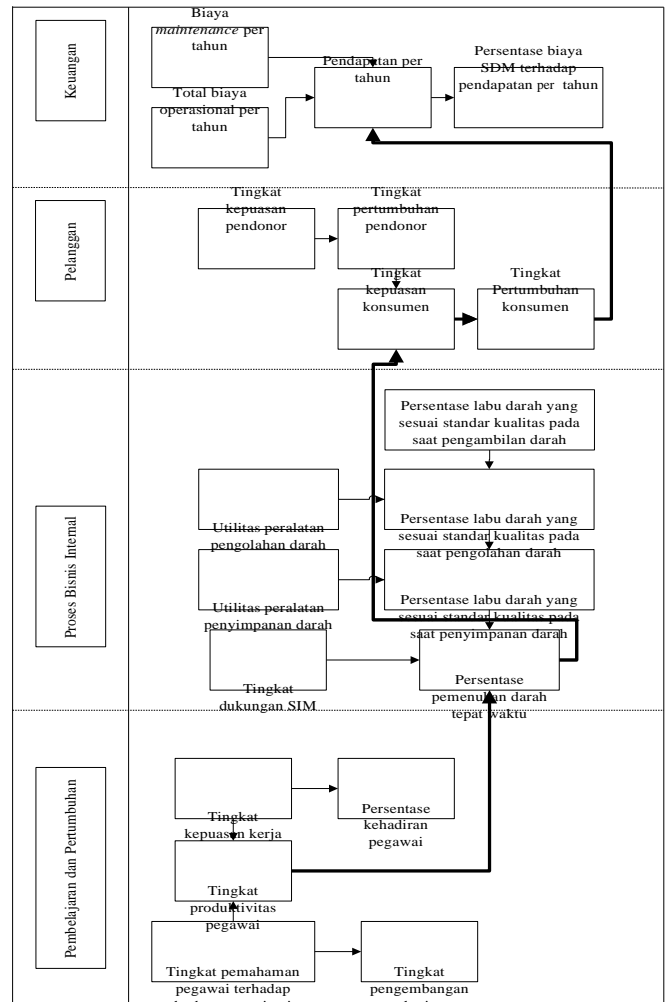 Keuangan
Biaya
maintenance per
tahun
Total biaya
operasional per
tahun
Pendapatan per
tahun
Persentase biaya
SDM terhadap
pendapatan per tahun
Pelanggan
Tingkat
kepuasan
pendonor
Tingkat
pertumbuhan
pendonor
Tingkat
kepuasan
konsumen
Tingkat
Pertumbuhan
konsumen
Proses Bisnis Internal
Persentase labu darah yang
sesuai standar kualitas pada
saat pengambilan darah
Utilitas peralatan
pengolahan darah
Persentase labu darah yang
sesuai standar kualitas pada
saat pengolahan darah
Utilitas peralatan
penyimpanan darah
Persentase labu darah yang
sesuai standar kualitas pada
saat penyimpanan darah
Tingkat
dukungan SIM
Persentase
pemenuhan darah
tepat waktu
Pembelajaran dan Pertumbuhan
Tingkat
kepuasan kerja
Persentase
kehadiran
pegawai
Tingkat
produktivitas
pegawai
Tingkat pemahaman
pegawai terhadap
Tingkat
pengembangan